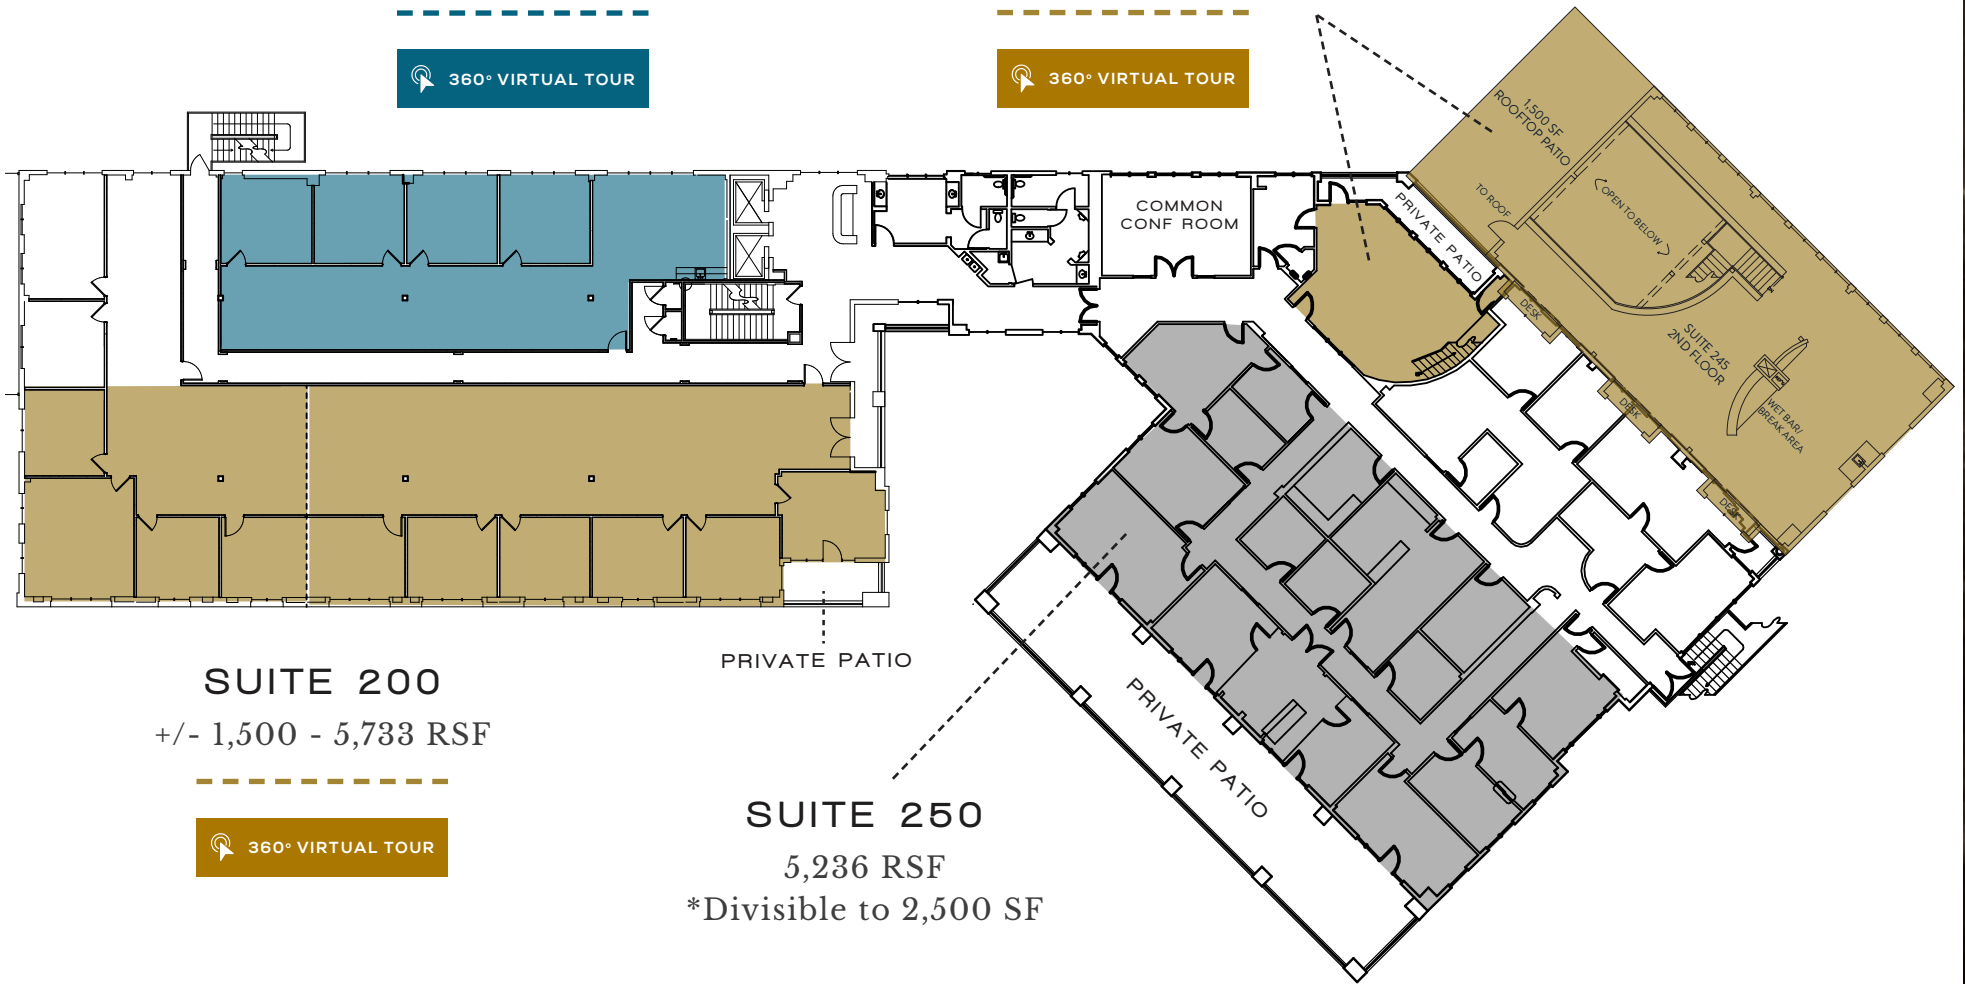 360° VIRTUAL TOUR
360° VIRTUAL TOUR
1,500 SF
ROOFTOP PATIO
TO ROOF
OPEN TO BELOW
COMMON
CONF ROOM
PRIVATE PATIO
DESK
SUITE 245
2ND FLOOR
DESK
WET BAR/
BREAK AREA
DESK
PRIVATE PATIO
SUITE 200
+/- 1,500 - 5,733 RSF
360° VIRTUAL TOUR
PRIVATE PATIO
SUITE 250
5,236 RSF
*Divisible to 2,500 SF